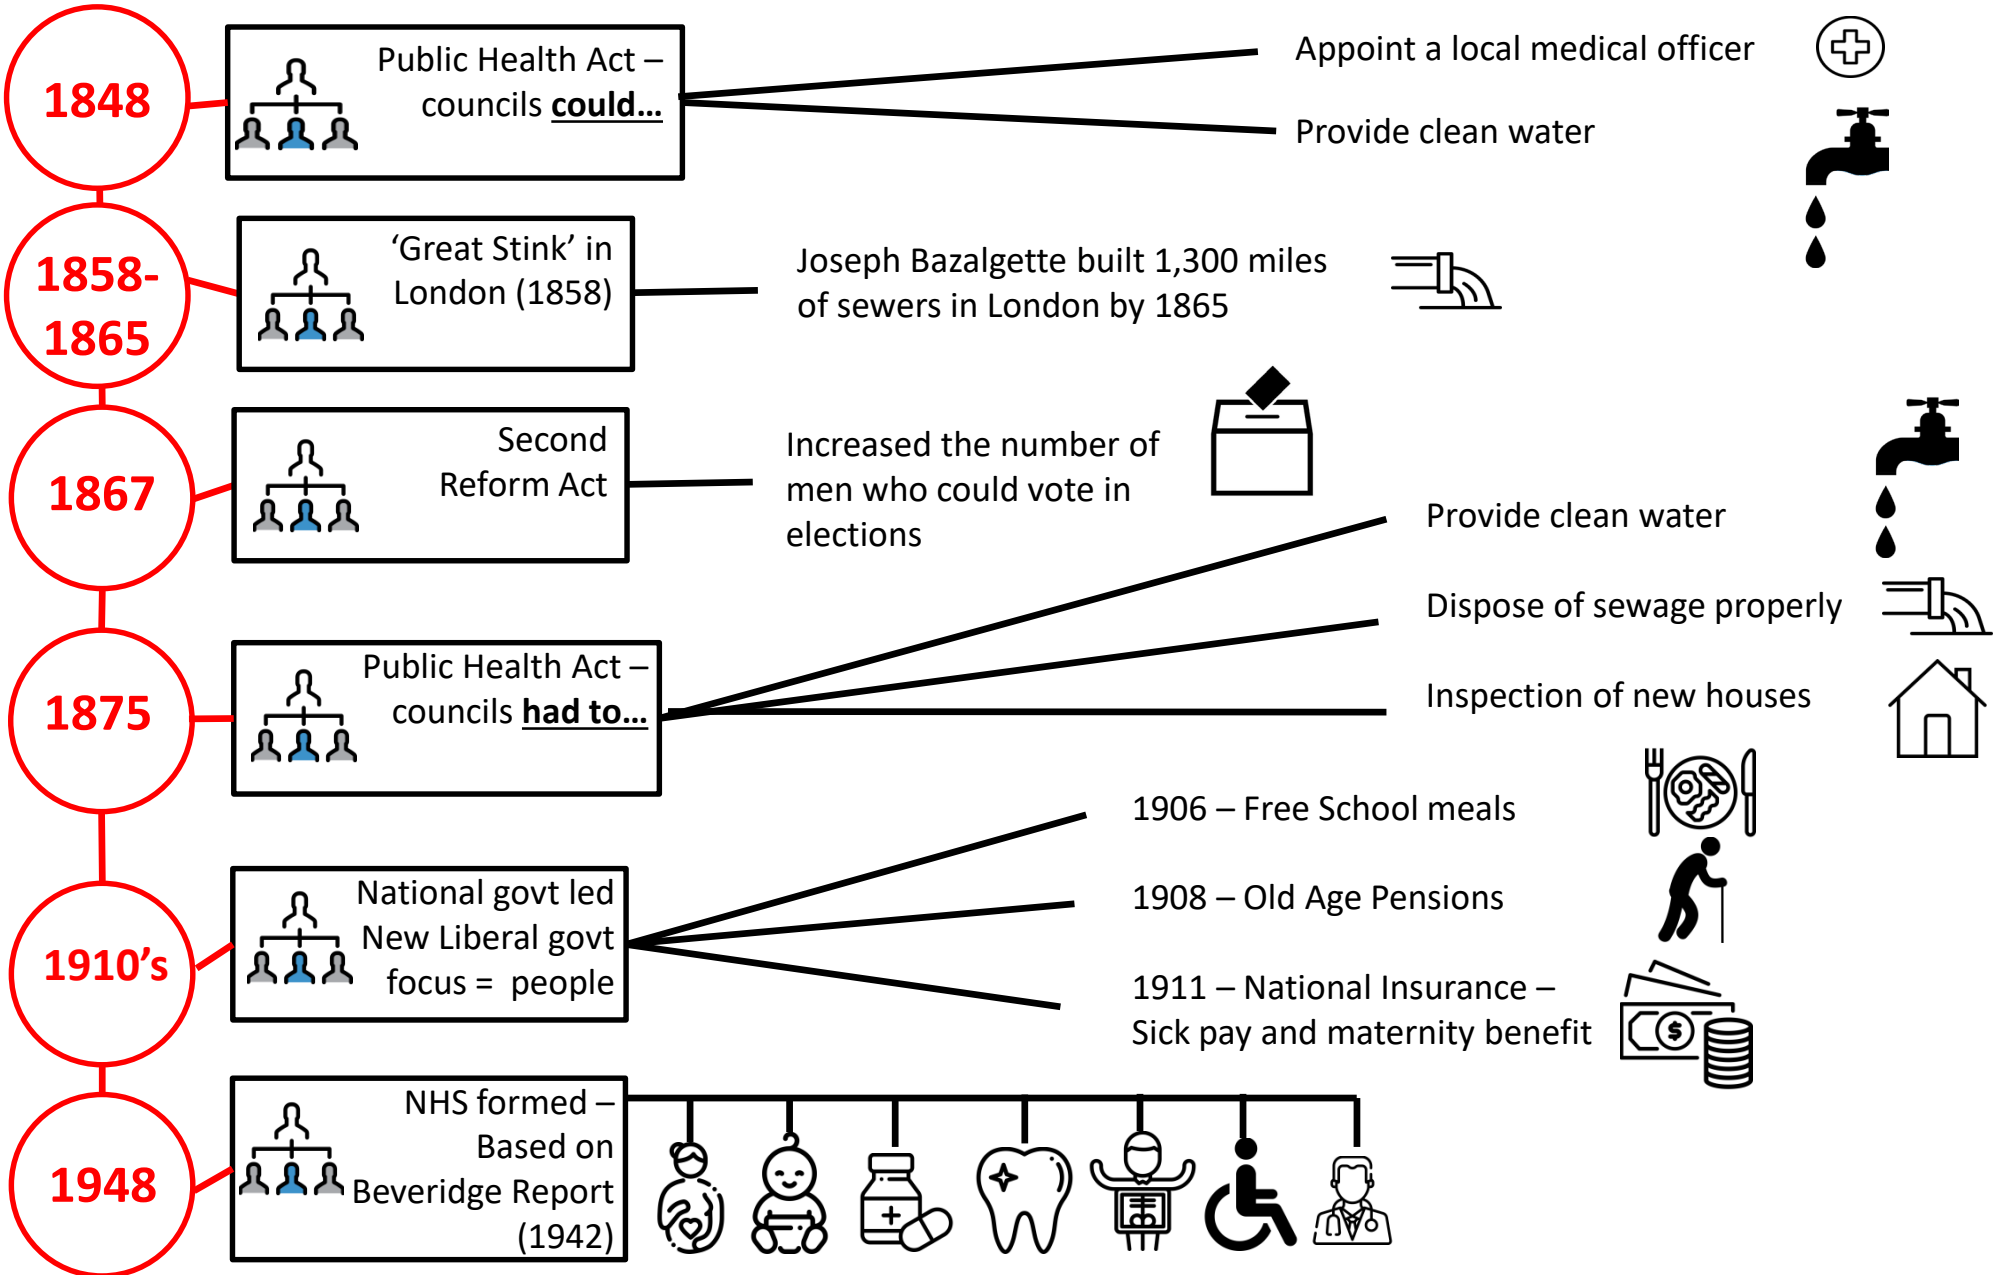 1848
Public Health Act –
councils could…
Appoint a local medical officer
Provide clean water
1858-
1865
‘Great Stink’ in
London (1858)
Joseph Bazalgette built 1,300 miles
of sewers in London by 1865
1867
Second
Reform Act
Increased the number of
men who could vote in
elections
1875
Public Health Act –
councils had to…
Provide clean water
Dispose of sewage properly
Inspection of new houses
1910’s
National govt led
New Liberal govt
focus =  people
1906 – Free School meals
1908 – Old Age Pensions
1911 – National Insurance –
Sick pay and maternity benefit
$
1948
NHS formed –
Based on
Beveridge Report
(1942)